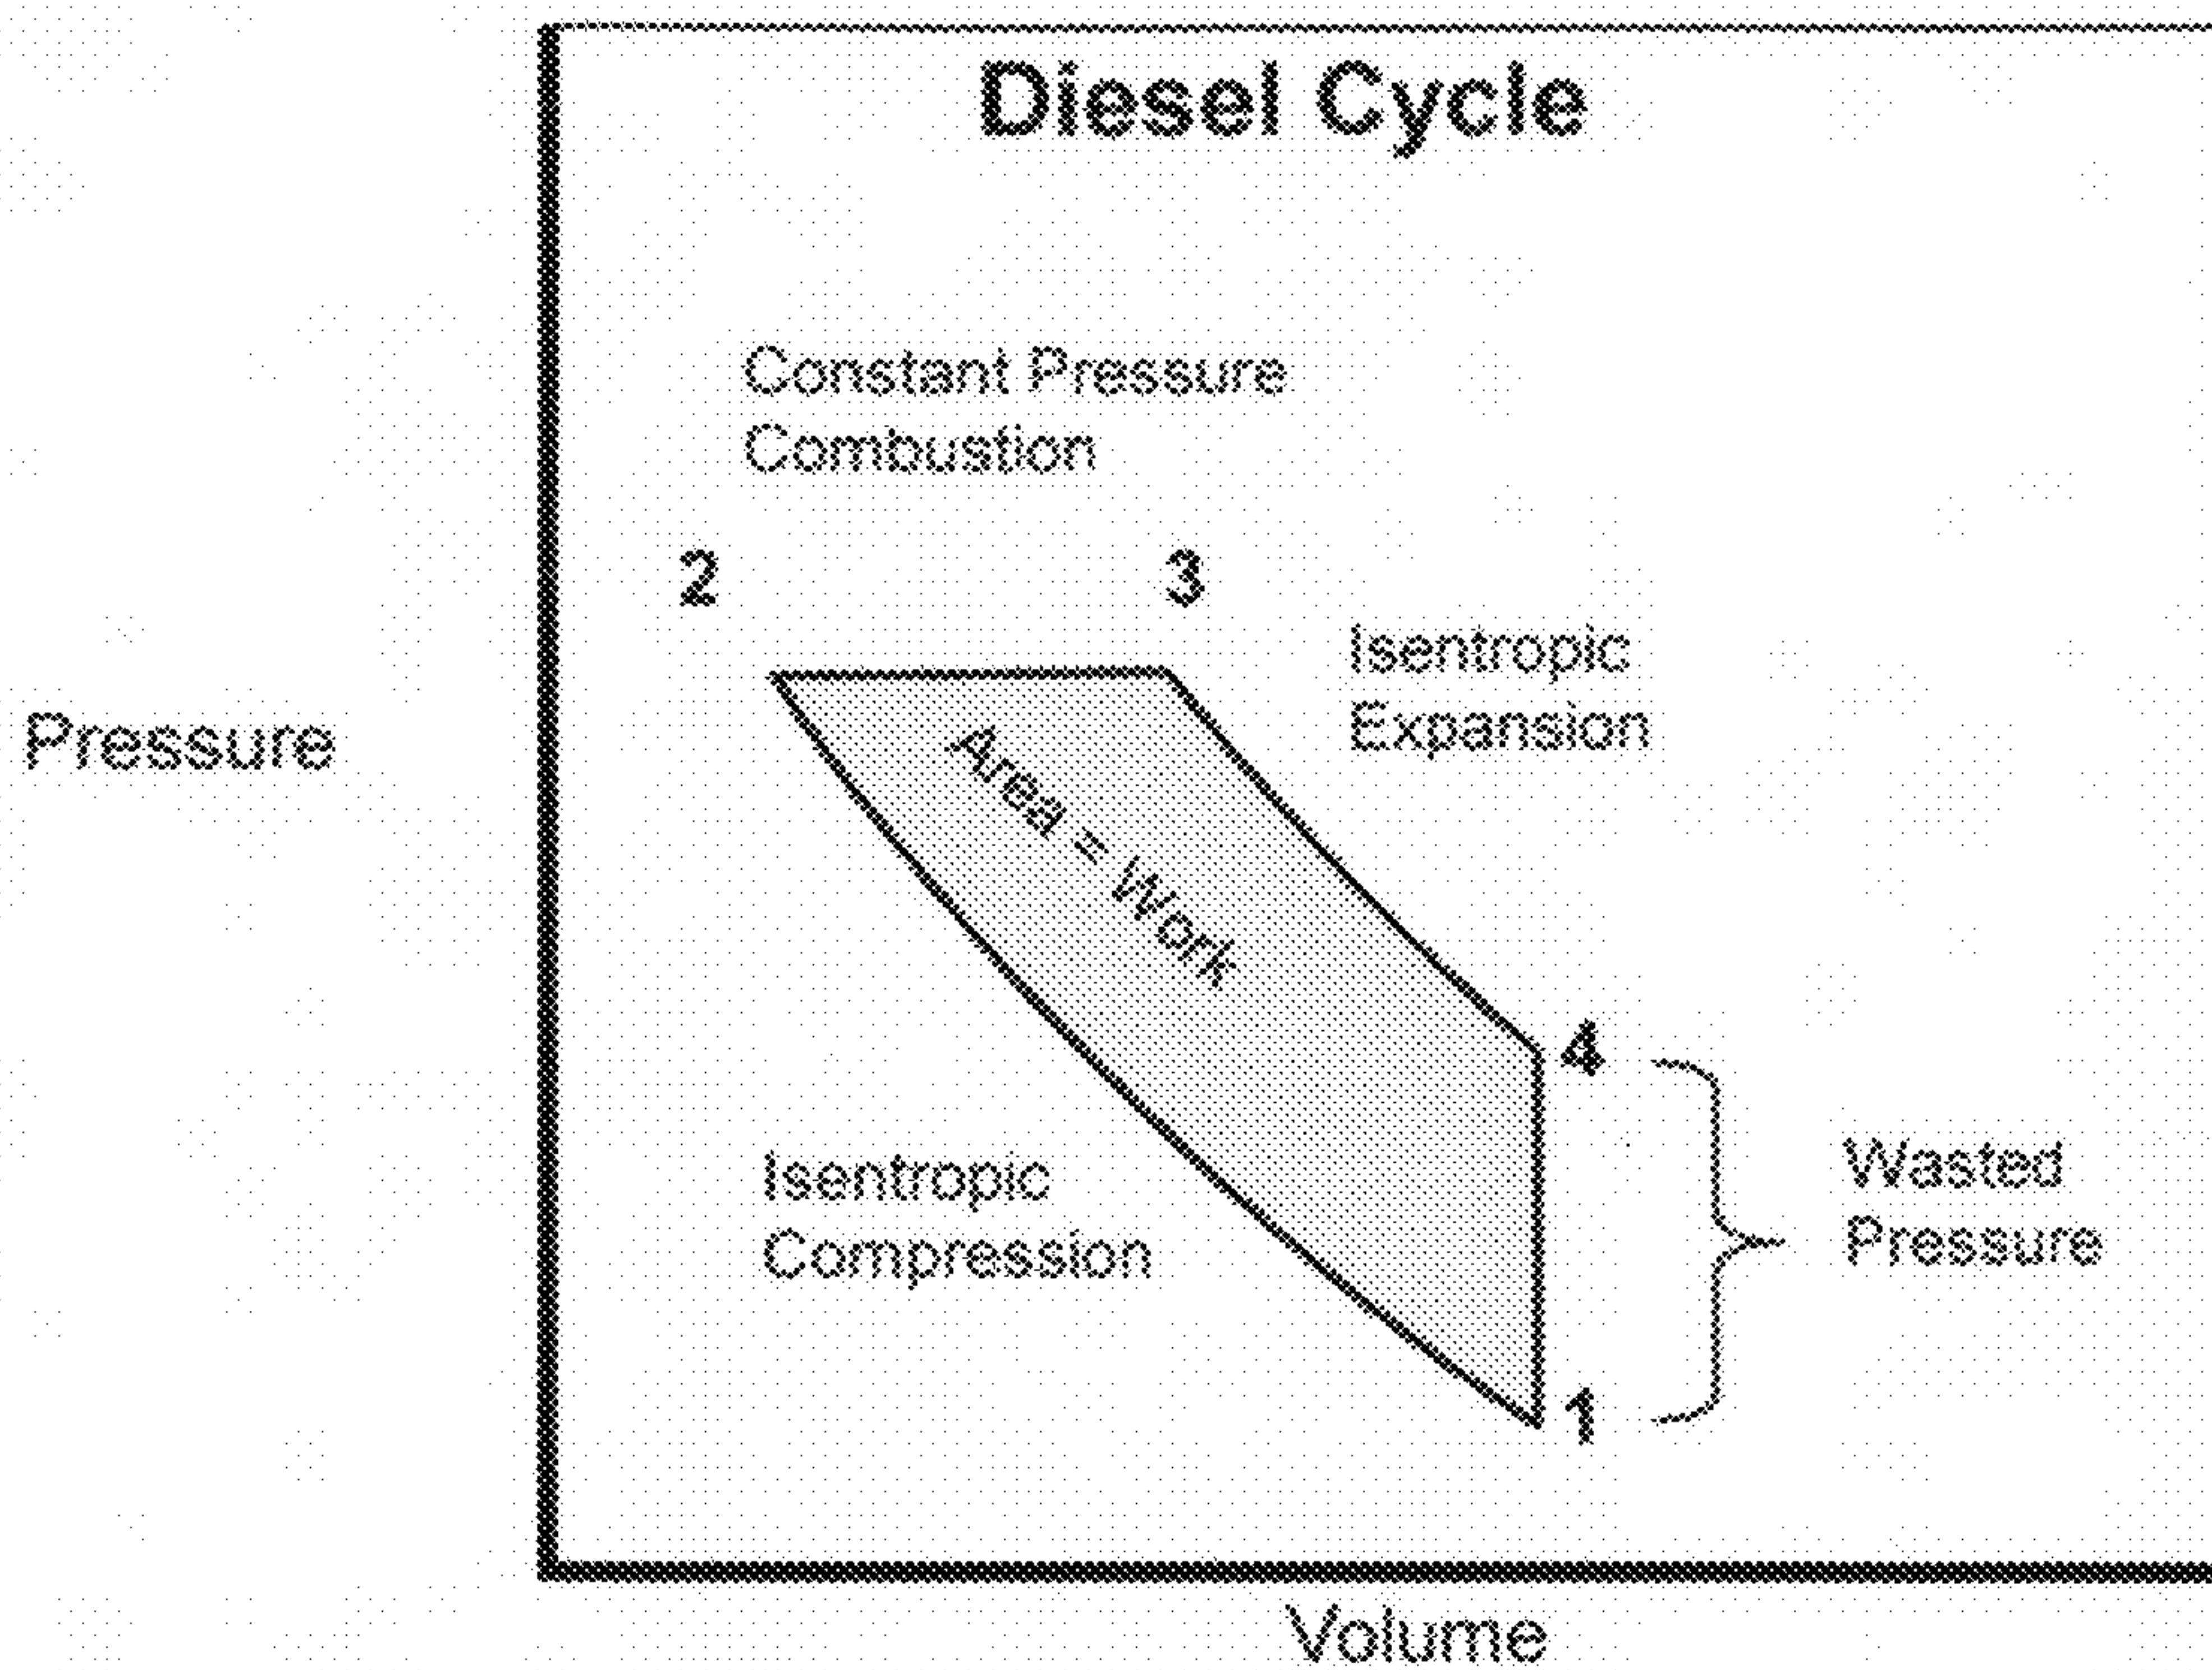 Diesel Cycle
Constant Pressure
Combustion
2
3
Isentropic
Expansion
Pressure
Area = Work
4
Isentropic
Compression
Wasted
Pressure
1
Volume